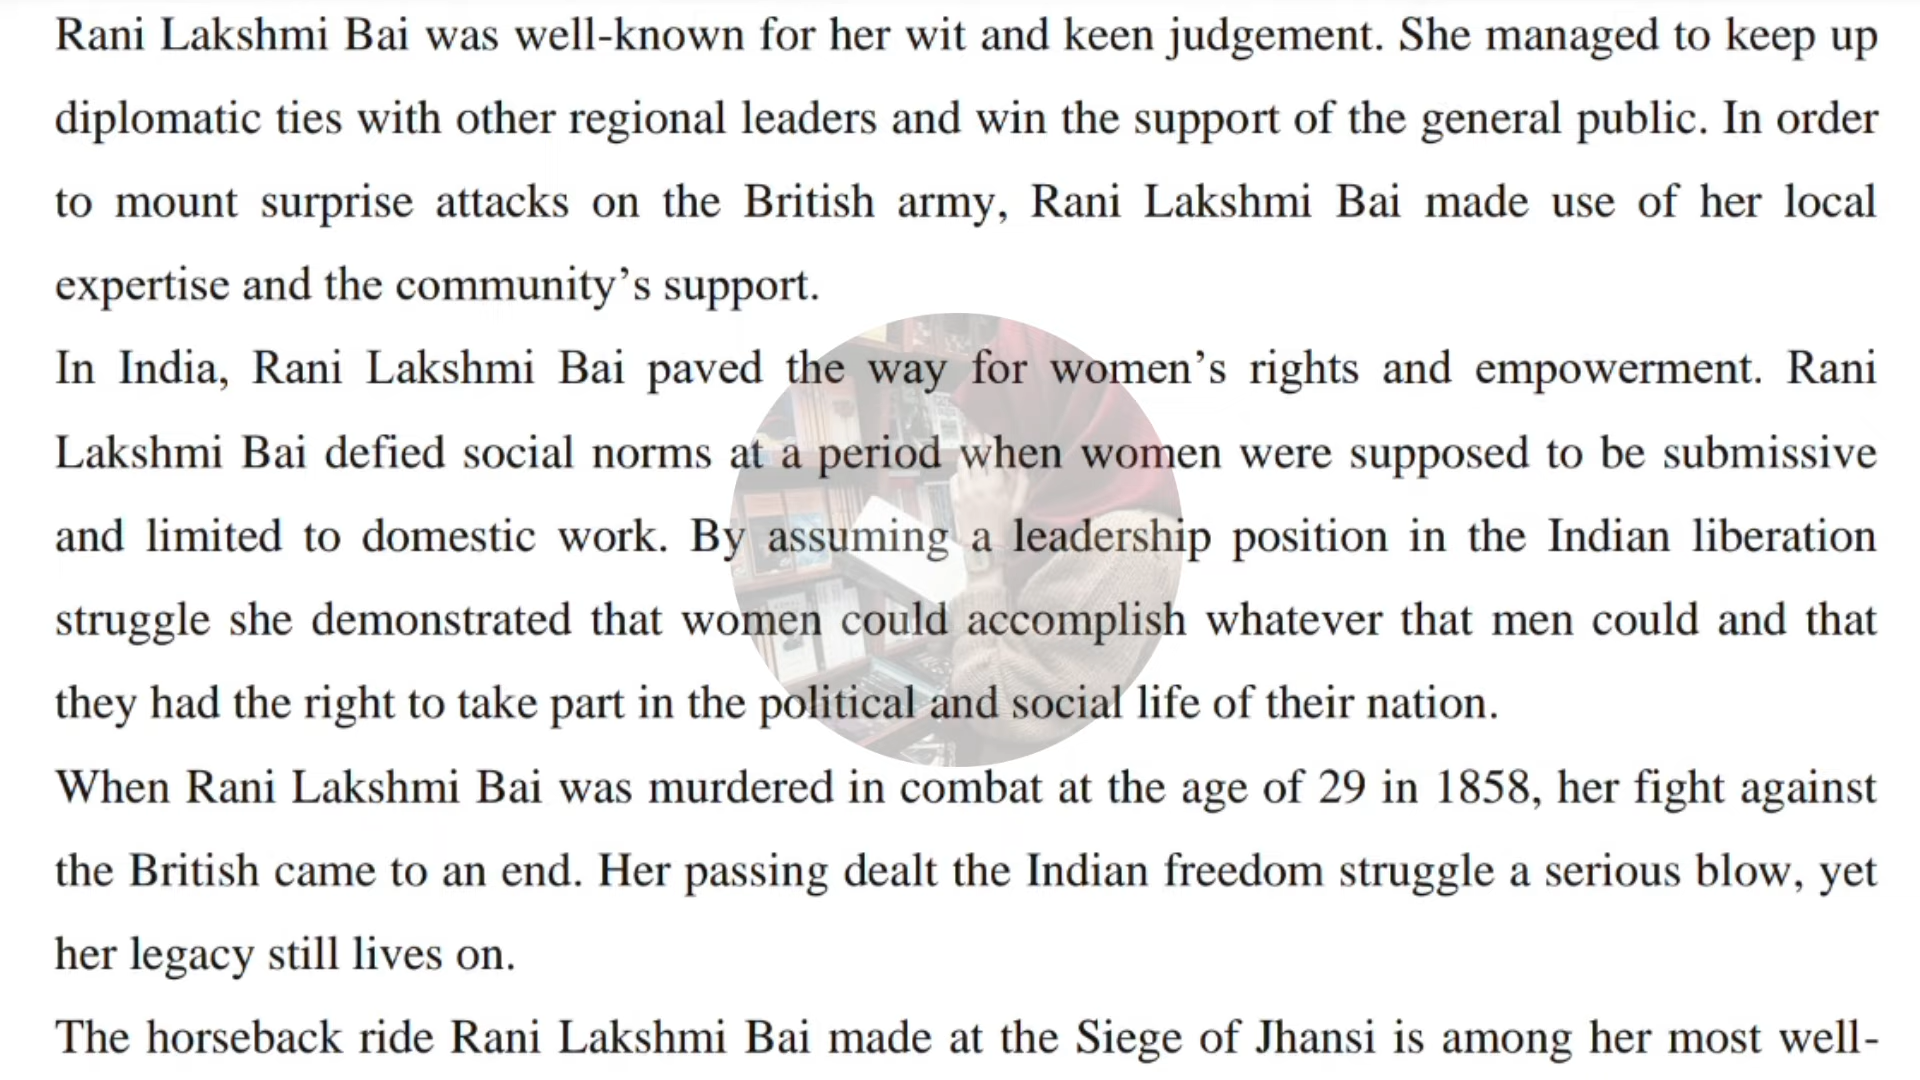 Rani Lakshmi Bai was well-known for her wit and keen judgement. She managed to keep up
diplomatic ties with other regional leaders and win the support of the general public. In order
to mount surprise attacks on the British army, Rani Lakshmi Bai made use of her local
expertise and the community’s support.
In India, Rani Lakshmi Bai paved the way for women’s rights and empowerment. Rani
Lakshmi Bai defied social norms at a period when women were supposed to be submissive
and limited to domestic work. By assuming a leadership position in the Indian liberation
struggle she demonstrated that women could accomplish whatever that men could and that
they had the right to take part in the political and social life of their nation.
When Rani Lakshmi Bai was murdered in combat at the age of 29 in 1858, her fight against
the British came to an end. Her passing dealt the Indian freedom struggle a serious blow, yet
her legacy still lives on.
The horseback ride Rani Lakshmi Bai made at the Siege of Jhansi is among her most well-